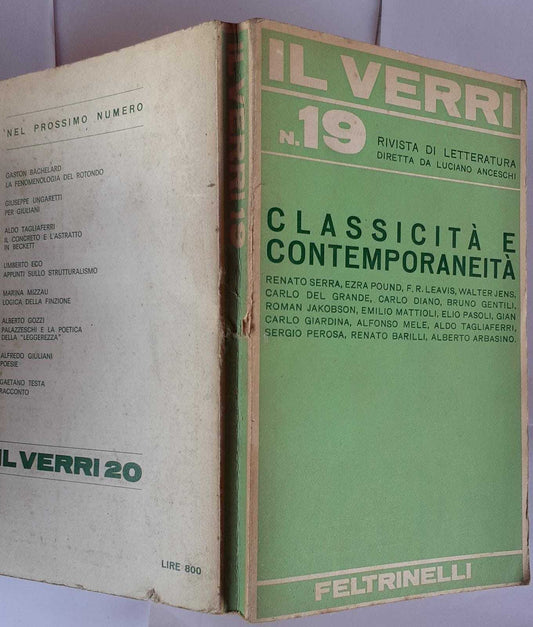 NEL PROSSIMO NUMERO
GASTON BACHELARD
LA FENOMENOLOGIA DEL ROTONDO
GIUSEPPE UNGARETTI
PER GIULIANI
ALDO TAGLIAFERRI
IL CONCRETO E L'ASTRATTO
IN BECKETT
UMBERTO ECO
APPUNTI SULLO STRUTTURALISMO
MARINA MIZZAU
LOGICA DELLA FINZIONE
ALBERTO GOZZI
PALAZZESCHI E LA POETICA
DELLA "LEGGEREZZA"
ALFREDO GIULIANI
POESIE
GAETANO TESTA
RACCONTO
IL VERRI 20
LIRE 800
IL VERRI 19
IL VERRI
N. 19
RIVISTA DI LETTERATURA
DIRETTA DA LUCIANO ANCESCHI
CLASSICITÀ E
CONTEMPORANEITÀ
RENATO SERRA, EZRA POUND, F. R. LEAVIS, WALTER JENS,
CARLO DEL GRANDE, CARLO DIANO, BRUNO GENTILI,
ROMAN JAKOBSON, EMILIO MATTIOLI, ELIO PASOLI, GIAN
CARLO GIARDINA, ALFONSO MELE, ALDO TAGLIAFERRI,
SERGIO PEROSA, RENATO BARILLI, ALBERTO ARBASINO.
FELTRINELLI